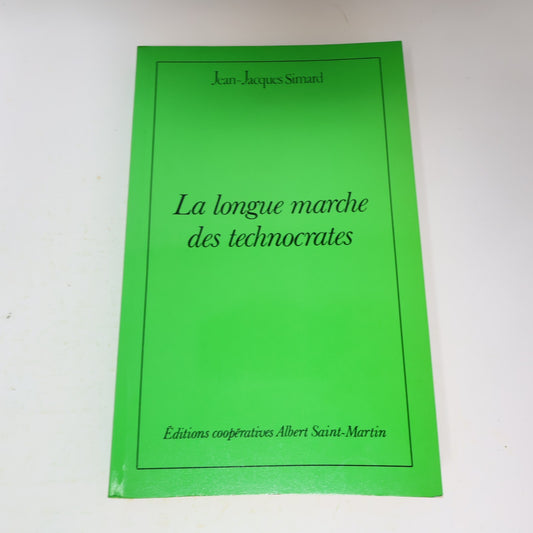 Jean-Jacques Simard
La longue marche
des technocrates
Éditions coopératives Albert Saint-Martin